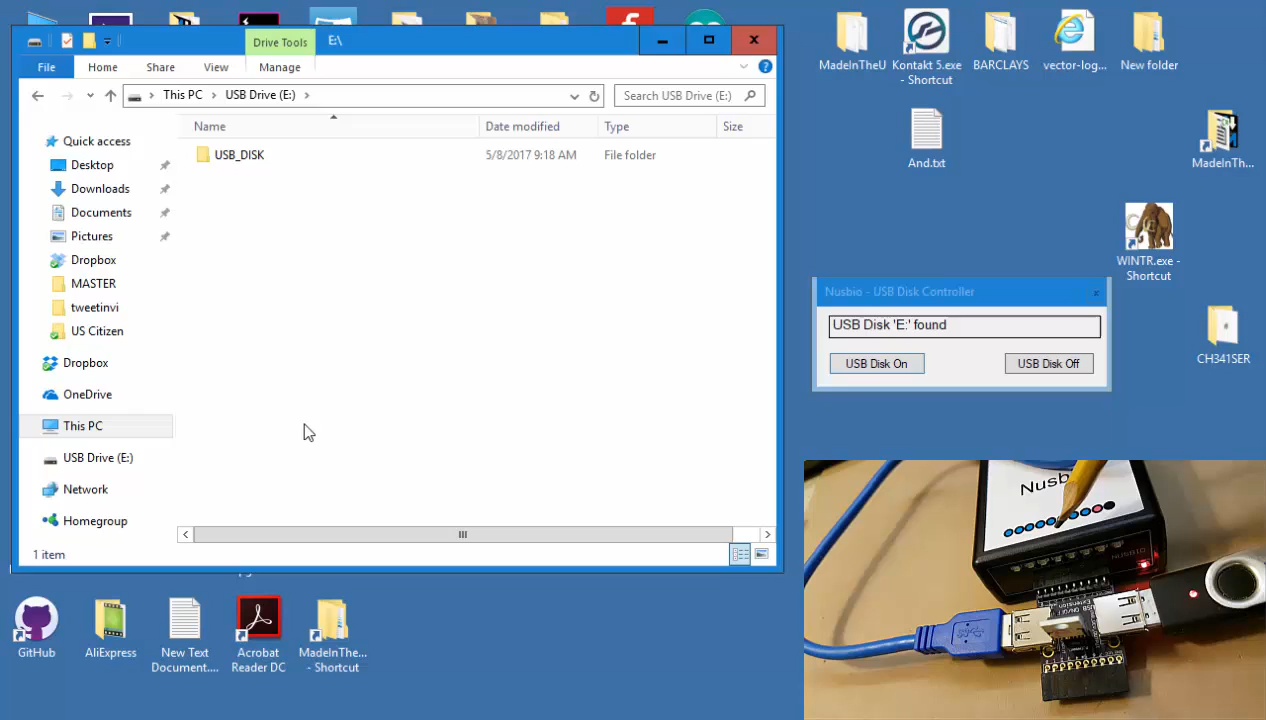 Drive Tools
E:\
File
Home
Share
View
Manage
This PC
USB Drive (E:)
Search USB Drive (E:)
Name
Date modified
Type
Size
USB_DISK
5/8/2017 9:18 AM
File folder
Quick access
Desktop
Downloads
Documents
Pictures
Dropbox
MASTER
tweetinvi
US Citizen
Dropbox
OneDrive
This PC
USB Drive (E:)
Network
Homegroup
1 item
MadeInTheU
Kontakt 5.exe
- Shortcut
BARCLAYS
vector-log...
New folder
And.txt
MadeInTh...
WINTR.exe -
Shortcut
CH341SER
Nusbio - USB Disk Controller
x
USB Disk 'E:' found
USB Disk On
USB Disk Off
GitHub
AliExpress
New Text
Document....
Acrobat
Reader DC
MadeInThe...
- Shortcut
Nusb
Extension
USB ON/OFF